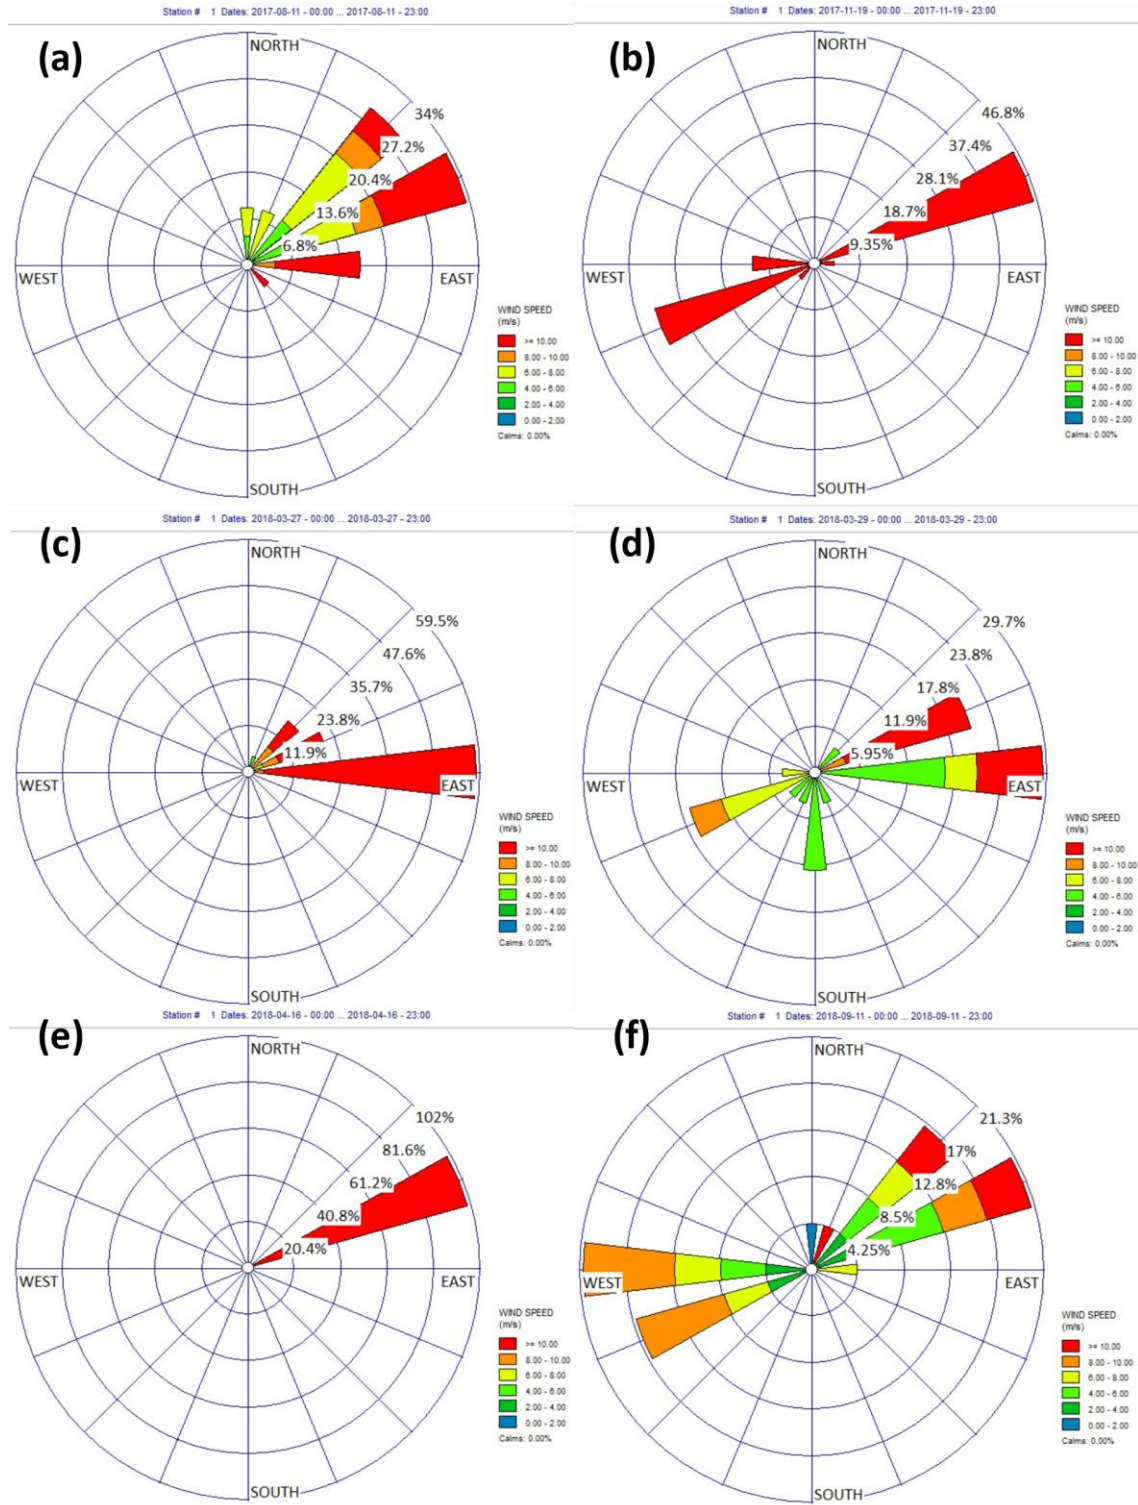 Station # 1 Dates: 2017-08-11 - 00:00 ... 2017-08-11 - 23:00
(a)
NORTH
34%
27.2%
20.4%
13.6%
6.8%
WEST
EAST
SOUTH
WIND SPEED
(m/s)
>= 10.00
8.00 - 10.00
6.00 - 8.00
4.00 - 6.00
2.00 - 4.00
0.00 - 2.00
Calms: 0.00%
Station # 1 Dates: 2017-11-19 - 00:00 ... 2017-11-19 - 23:00
(b)
NORTH
46.8%
37.4%
28.1%
18.7%
9.35%
WEST
EAST
SOUTH
WIND SPEED
(m/s)
>= 10.00
8.00 - 10.00
6.00 - 8.00
4.00 - 6.00
2.00 - 4.00
0.00 - 2.00
Calms: 0.00%
Station # 1 Dates: 2018-03-27 - 00:00 ... 2018-03-27 - 23:00
(c)
NORTH
59.5%
47.6%
35.7%
23.8%
11.9%
WEST
EAST
SOUTH
WIND SPEED
(m/s)
>= 10.00
8.00 - 10.00
6.00 - 8.00
4.00 - 6.00
2.00 - 4.00
0.00 - 2.00
Calms: 0.00%
Station # 1 Dates: 2018-03-29 - 00:00 ... 2018-03-29 - 23:00
(d)
NORTH
29.7%
23.8%
17.8%
11.9%
5.95%
WEST
EAST
SOUTH
WIND SPEED
(m/s)
>= 10.00
8.00 - 10.00
6.00 - 8.00
4.00 - 6.00
2.00 - 4.00
0.00 - 2.00
Calms: 0.00%
Station # 1 Dates: 2018-04-16 - 00:00 ... 2018-04-16 - 23:00
(e)
NORTH
102%
81.6%
61.2%
40.8%
20.4%
WEST
EAST
SOUTH
WIND SPEED
(m/s)
>= 10.00
8.00 - 10.00
6.00 - 8.00
4.00 - 6.00
2.00 - 4.00
0.00 - 2.00
Calms: 0.00%
Station # 1 Dates: 2018-09-11 - 00:00 ... 2018-09-11 - 23:00
(f)
NORTH
21.3%
17%
12.8%
8.5%
4.25%
WEST
EAST
SOUTH
WIND SPEED
(m/s)
>= 10.00
8.00 - 10.00
6.00 - 8.00
4.00 - 6.00
2.00 - 4.00
0.00 - 2.00
Calms: 0.00%